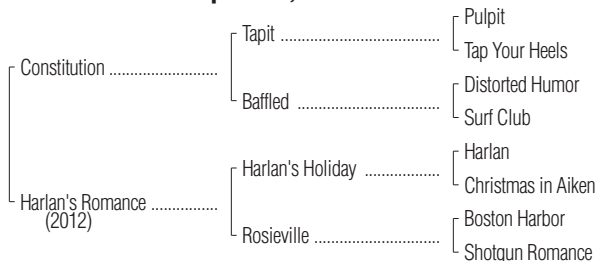 Pulpit
Tapit
Tap Your Heels
Constitution
Distorted Humor
Baffled
Surf Club
Harlan
Harlan's Holiday
Christmas in Aiken
Harlan's Romance
(2012)
Boston Harbor
Rosieville
Shotgun Romance